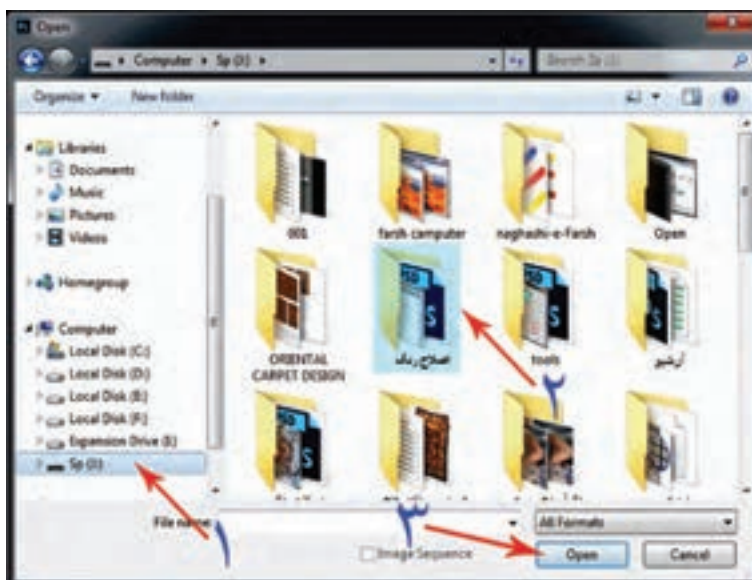 Open
Computer ▸ Sp (J:) ▸
Search Sp (J:)
Organize ▾ New folder
Libraries
Documents
Music
Pictures
Videos
Homegroup
Computer
Local Disk (C:)
Local Disk (D:)
Local Disk (E:)
Local Disk (F:)
Expansion Drive (I:)
Sp (J:)
001 farsh computer naghashi-e-Farsh Open
ORIENTAL CARPET DESIGN اصلاح رنگ tools آرشیو
۱
۲
۳
File name:
All Formats
Image Sequence
Open Cancel